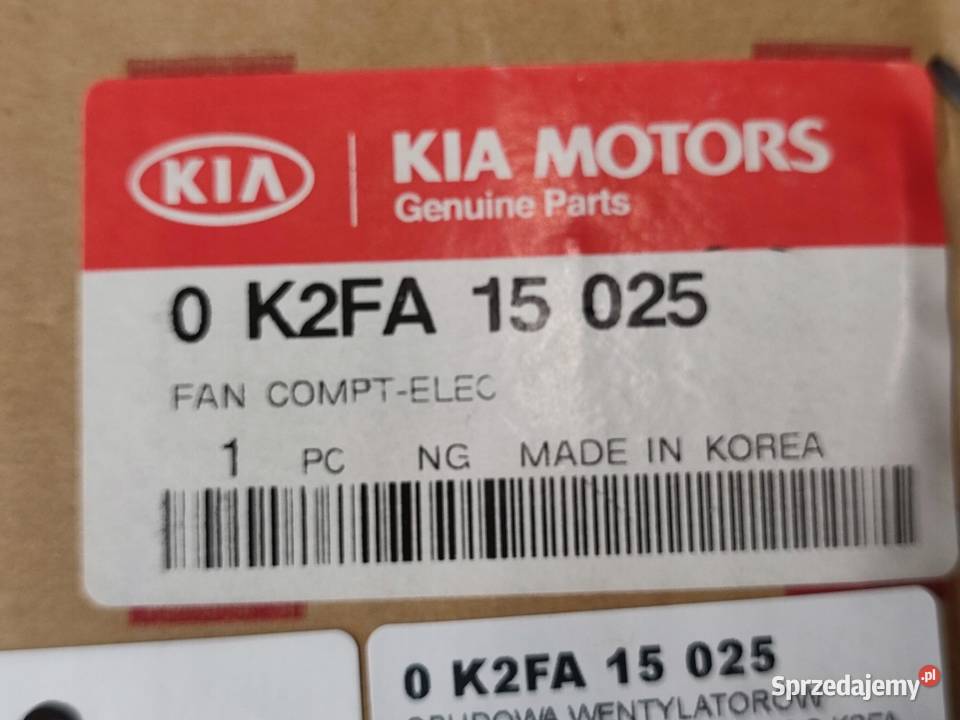 KIA
KIA MOTORS
Genuine Parts
0 K2FA 15 025
FAN COMPT-ELEC
1 PC NG MADE IN KOREA
0 K2FA 15 025
WENTYLATORÓW
Sprzedajemy.pl